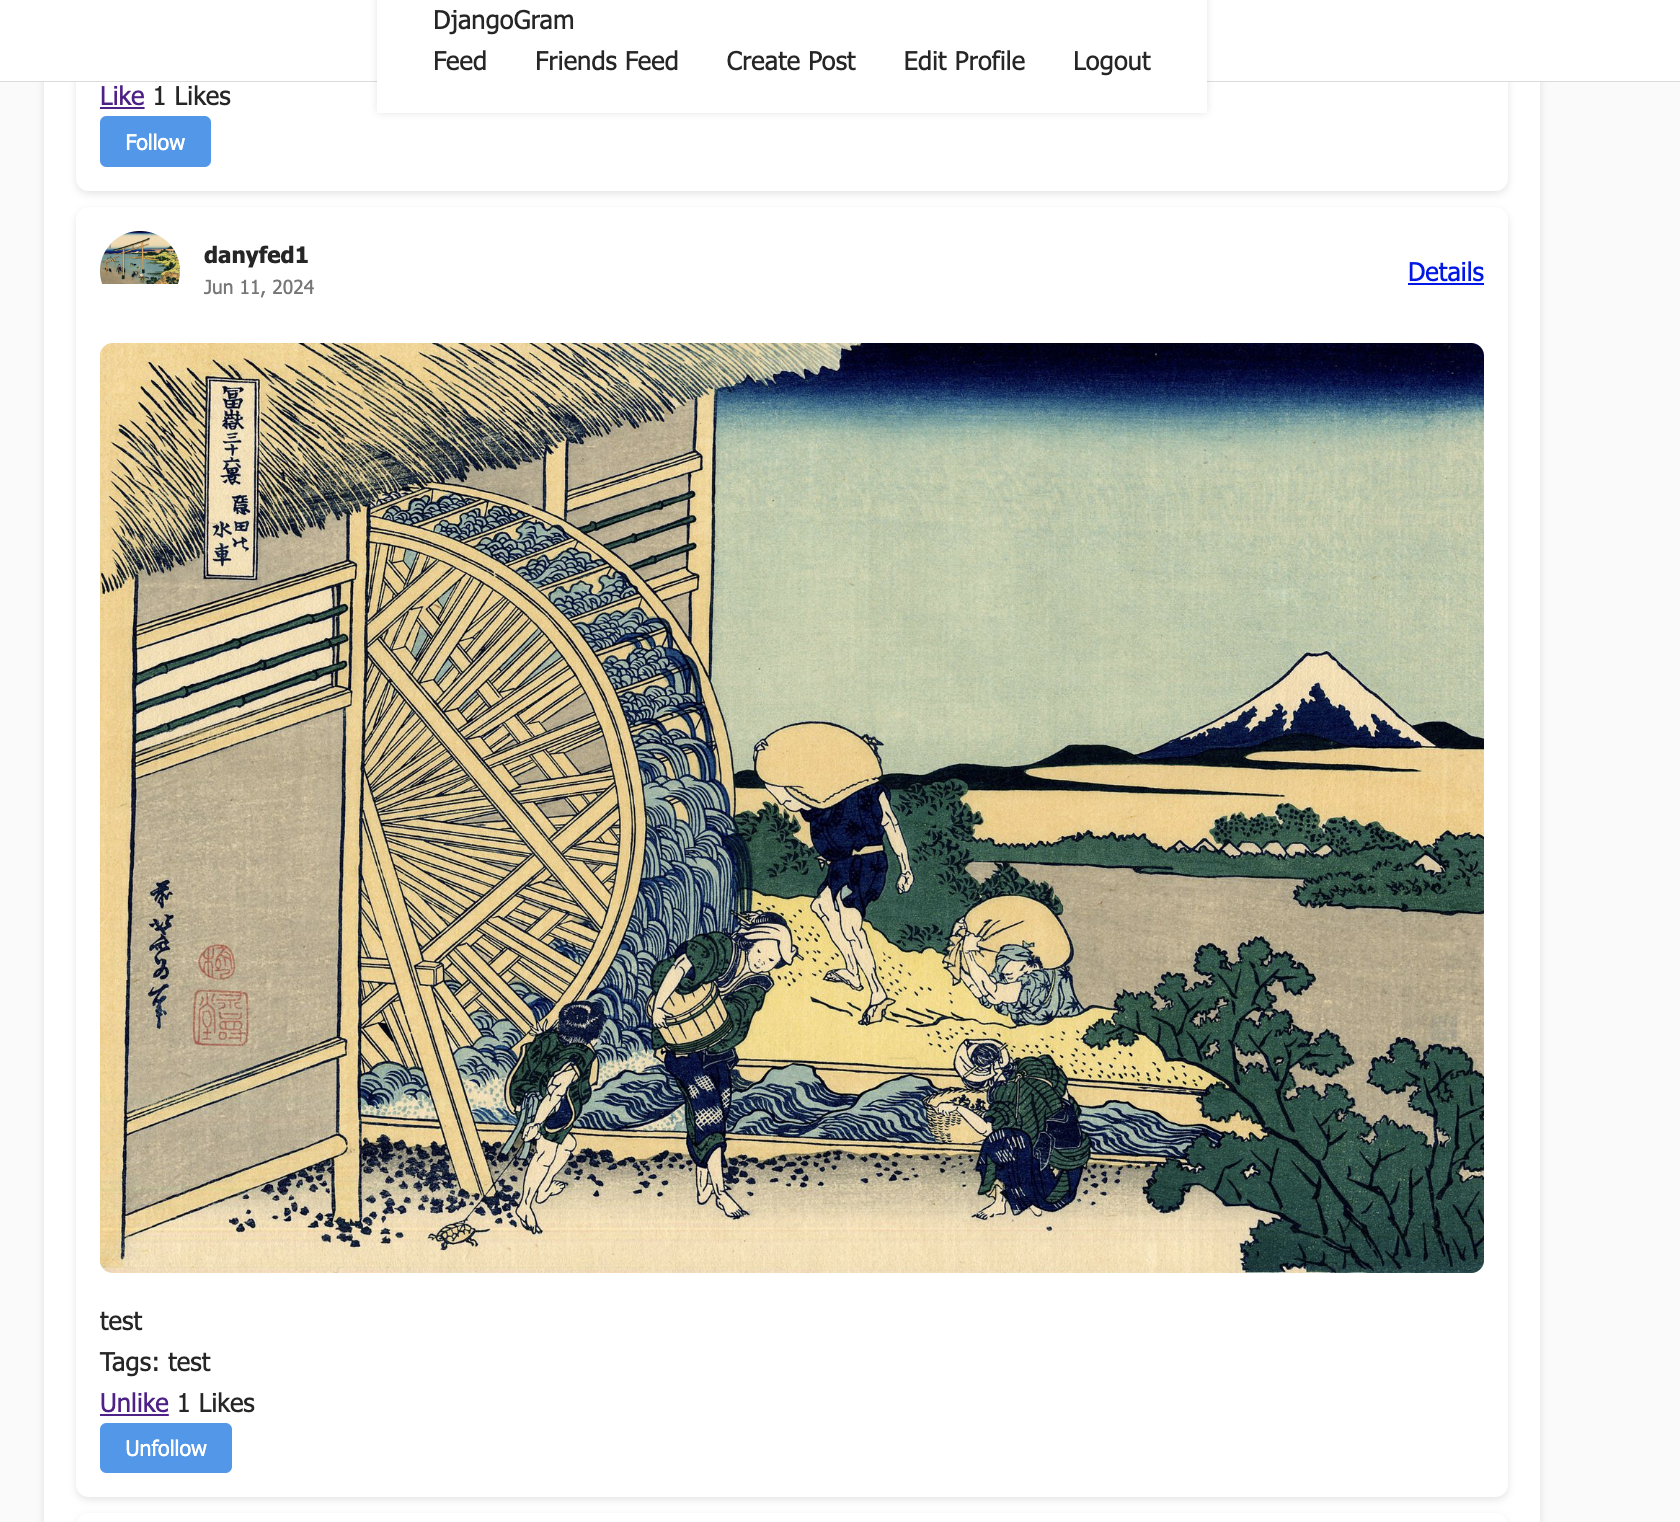 DjangoGram
Feed Friends Feed Create Post Edit Profile Logout
Like 1 Likes
Follow
danyfed1
Jun 11, 2024
Details
冨嶽三十六景
隠田の
水車
test
Tags: test
Unlike 1 Likes
Unfollow